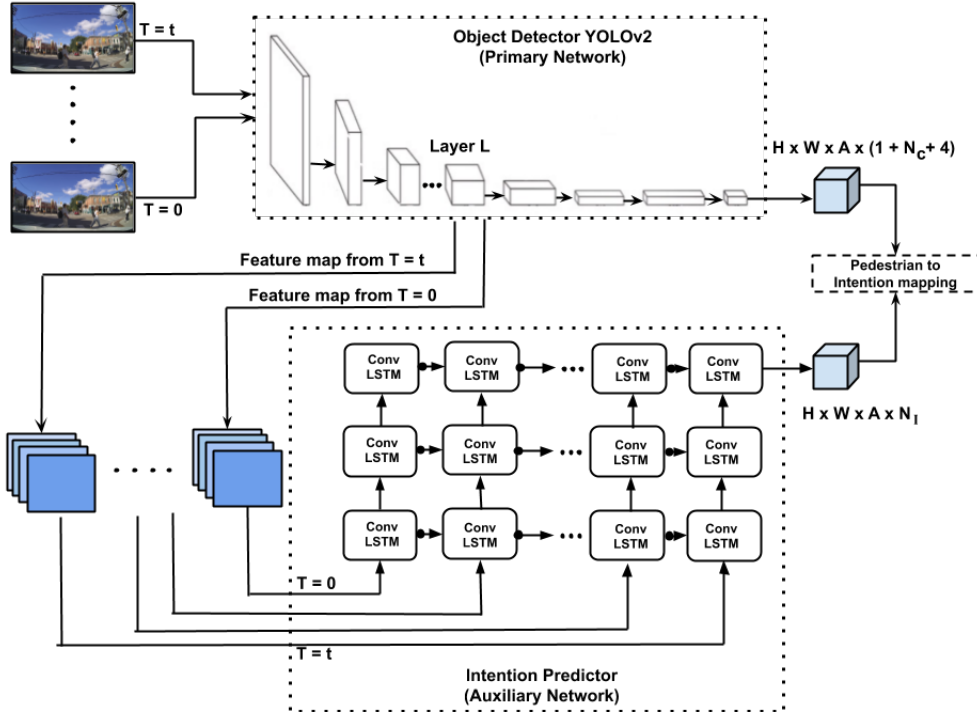 T = t
Object Detector YOLOv2
(Primary Network)
Layer L
H x W x A x (1 + N_C + 4)
T = 0
Feature map from T = t
Feature map from T = 0
Pedestrian to
Intention mapping
Conv
LSTM
Conv
LSTM
Conv
LSTM
Conv
LSTM
H x W x A x N_I
Conv
LSTM
Conv
LSTM
Conv
LSTM
Conv
LSTM
Conv
LSTM
Conv
LSTM
Conv
LSTM
Conv
LSTM
T = 0
T = t
Intention Predictor
(Auxiliary Network)